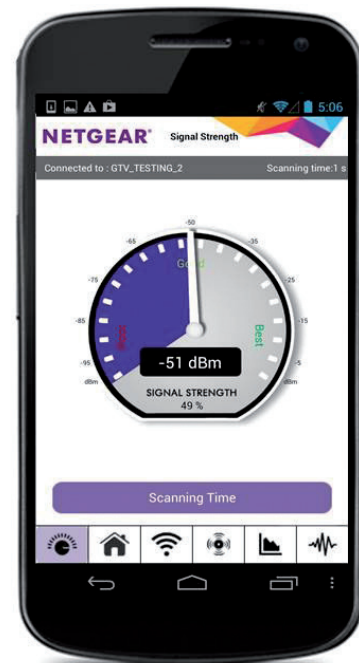 5:06
NETGEAR® Signal Strength
Connected to : GTV_TESTING_2 Scanning time:1 s
-50
-65 -35
Good
-75 -25
-85 -15
Weak Best
-95 -5
dBm dBm
-51 dBm
SIGNAL STRENGTH
49 %
Scanning Time